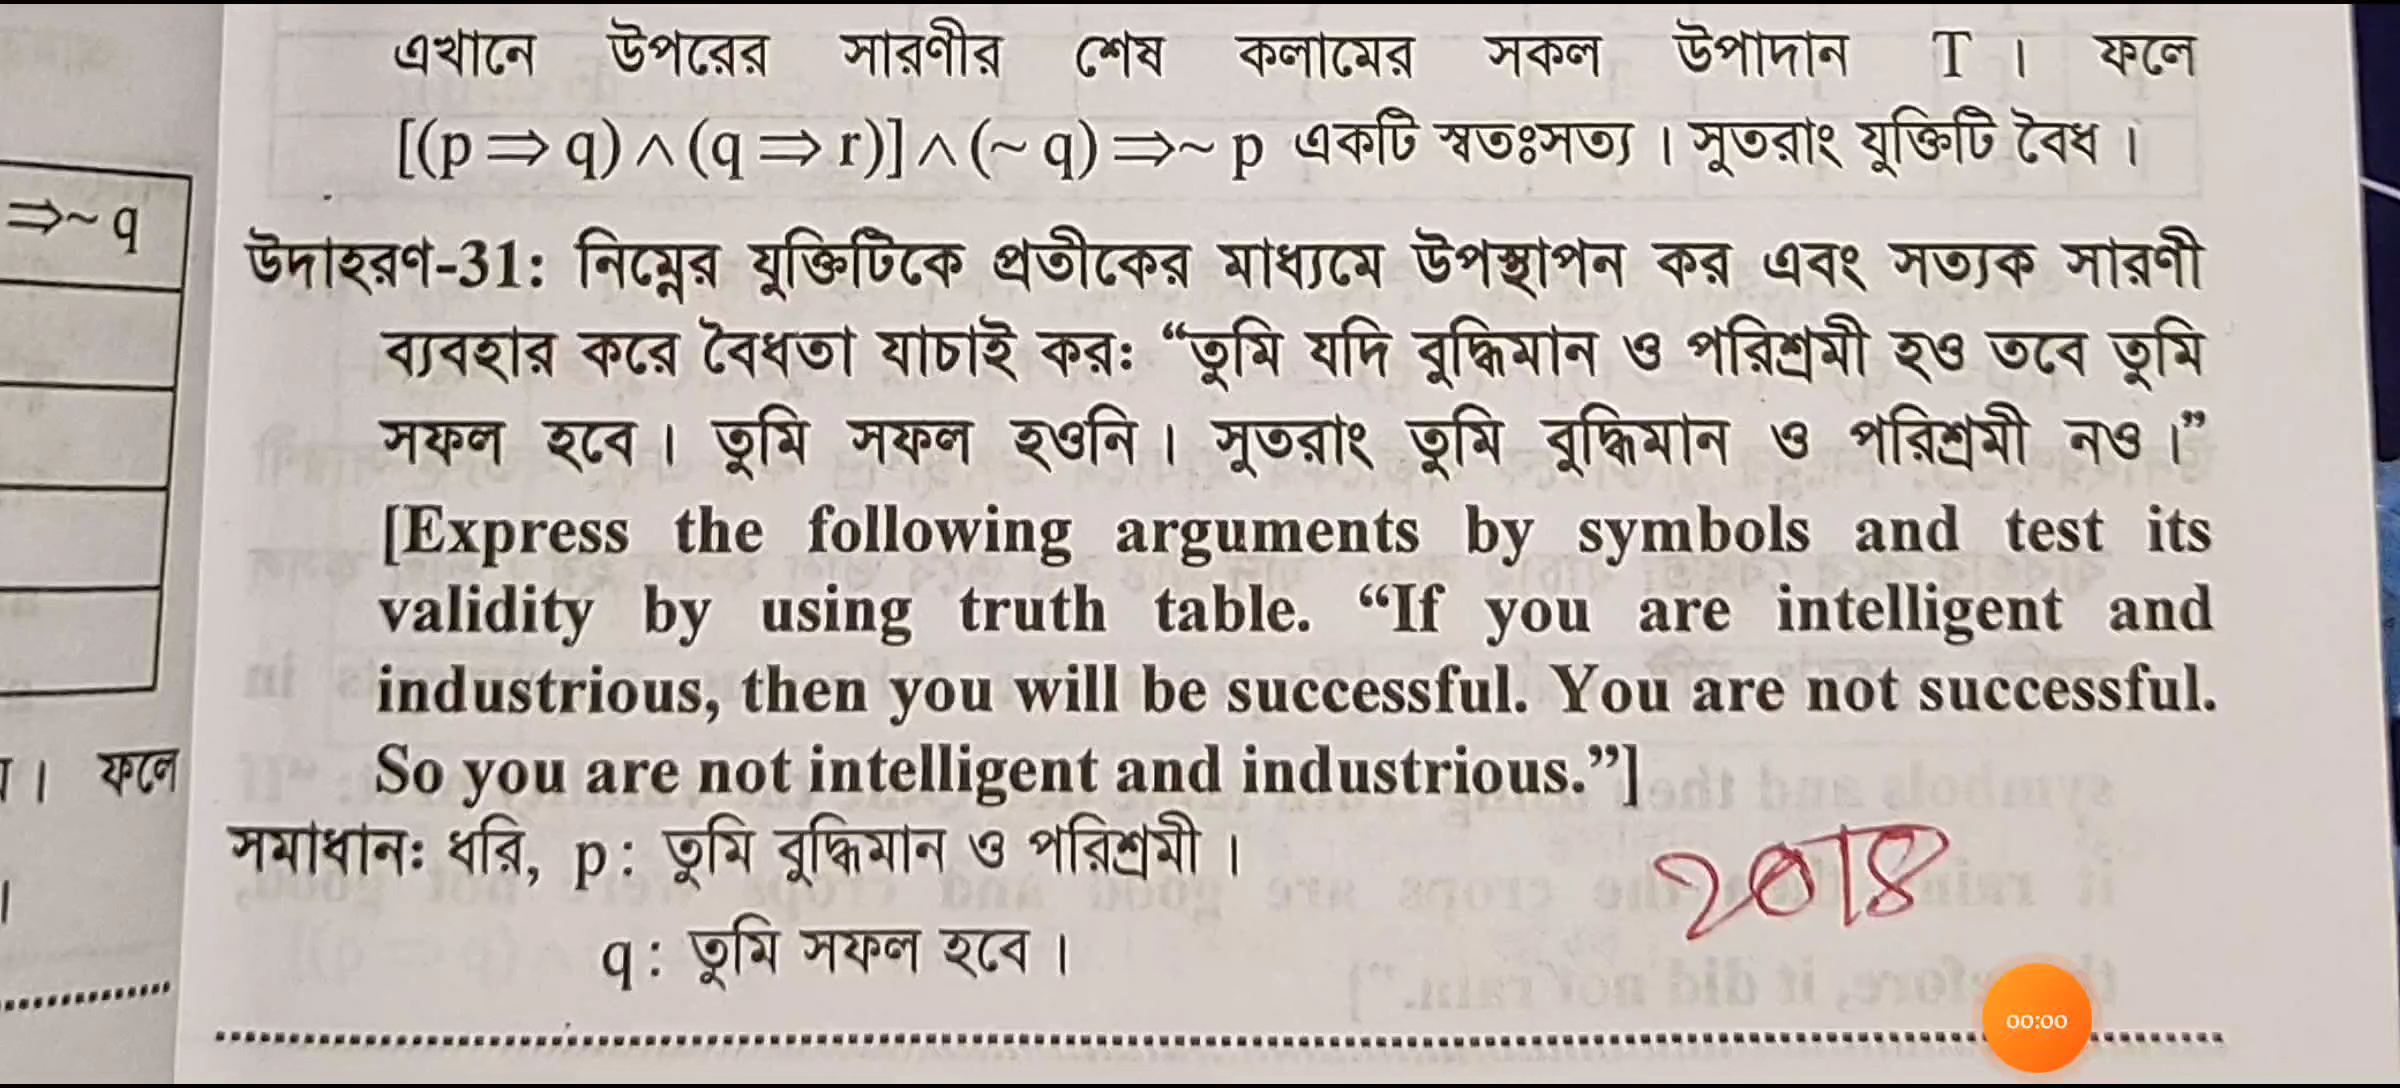 এখানে উপরের সারণীর শেষ কলামের সকল উপাদান T । ফলে
[(p⇒q)∧(q⇒r)]∧(~q)⇒~p একটি স্বতঃসত্য । সুতরাং যুক্তিটি বৈধ ।
⇒~q
উদাহরণ-31: নিম্নের যুক্তিটিকে প্রতীকের মাধ্যমে উপস্থাপন কর এবং সত্যক সারণী
ব্যবহার করে বৈধতা যাচাই কর: “তুমি যদি বুদ্ধিমান ও পরিশ্রমী হও তবে তুমি
সফল হবে । তুমি সফল হওনি । সুতরাং তুমি বুদ্ধিমান ও পরিশ্রমী নও ।”
[Express the following arguments by symbols and test its
validity by using truth table. “If you are intelligent and
industrious, then you will be successful. You are not successful.
So you are not intelligent and industrious.”]
। ফলে
সমাধান: ধরি, p: তুমি বুদ্ধিমান ও পরিশ্রমী ।
2018
q: তুমি সফল হবে ।
00:00